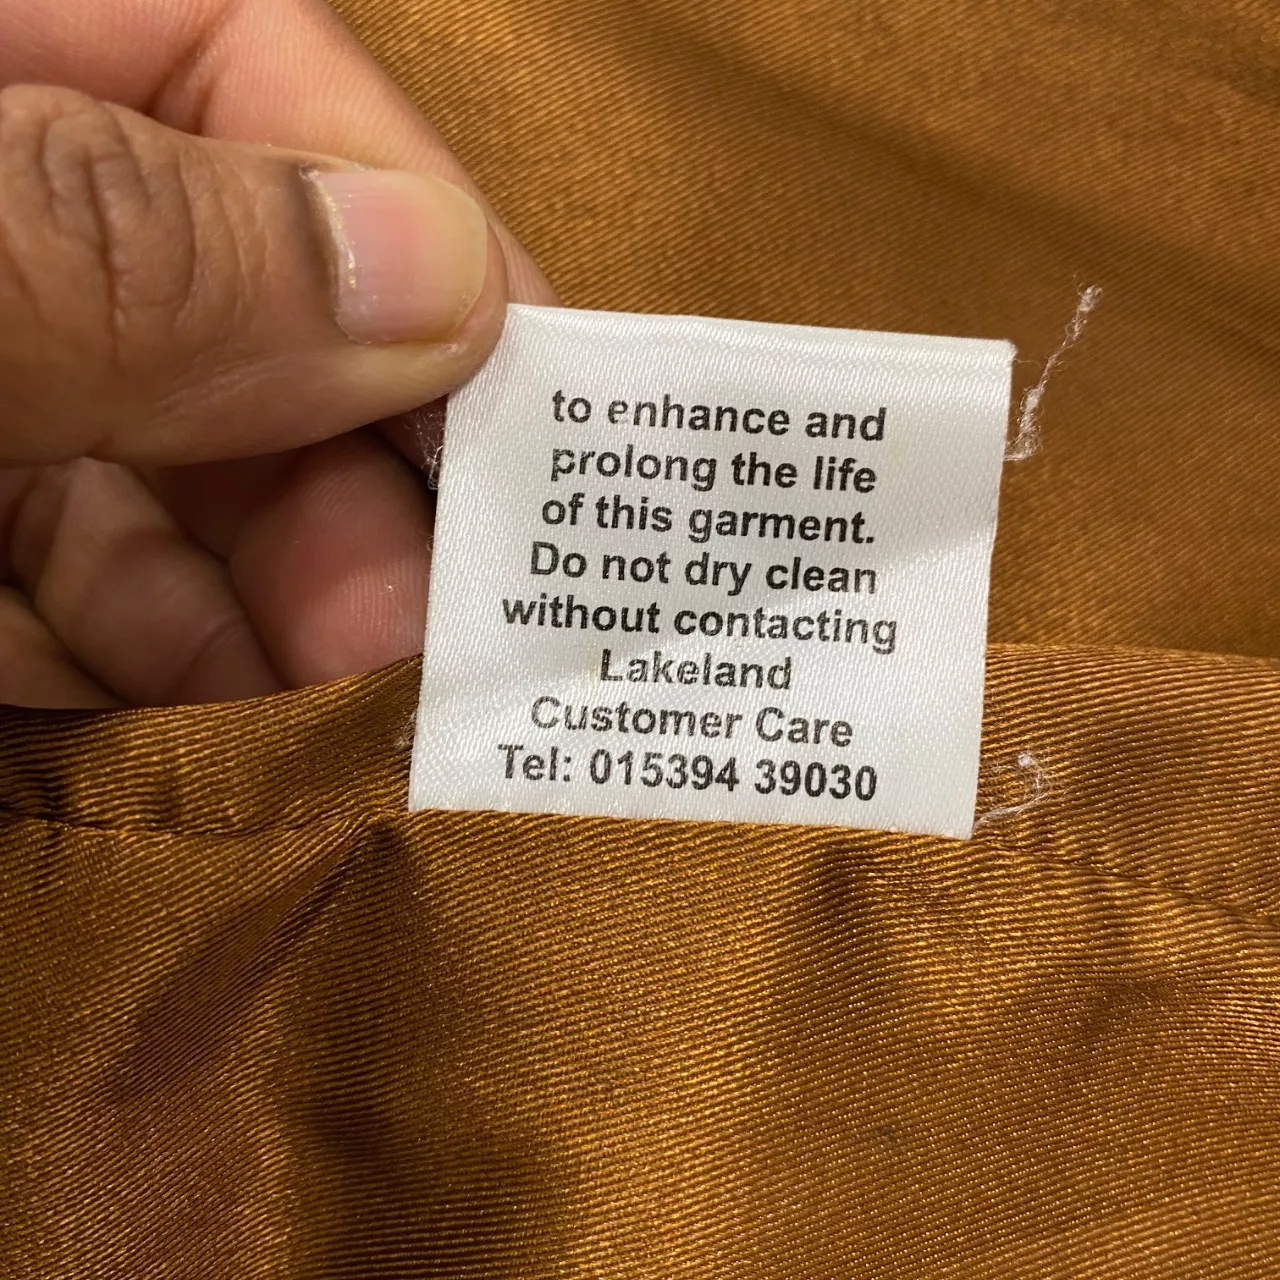 to enhance and
prolong the life
of this garment.
Do not dry clean
without contacting
Lakeland
Customer Care
Tel: 015394 39030